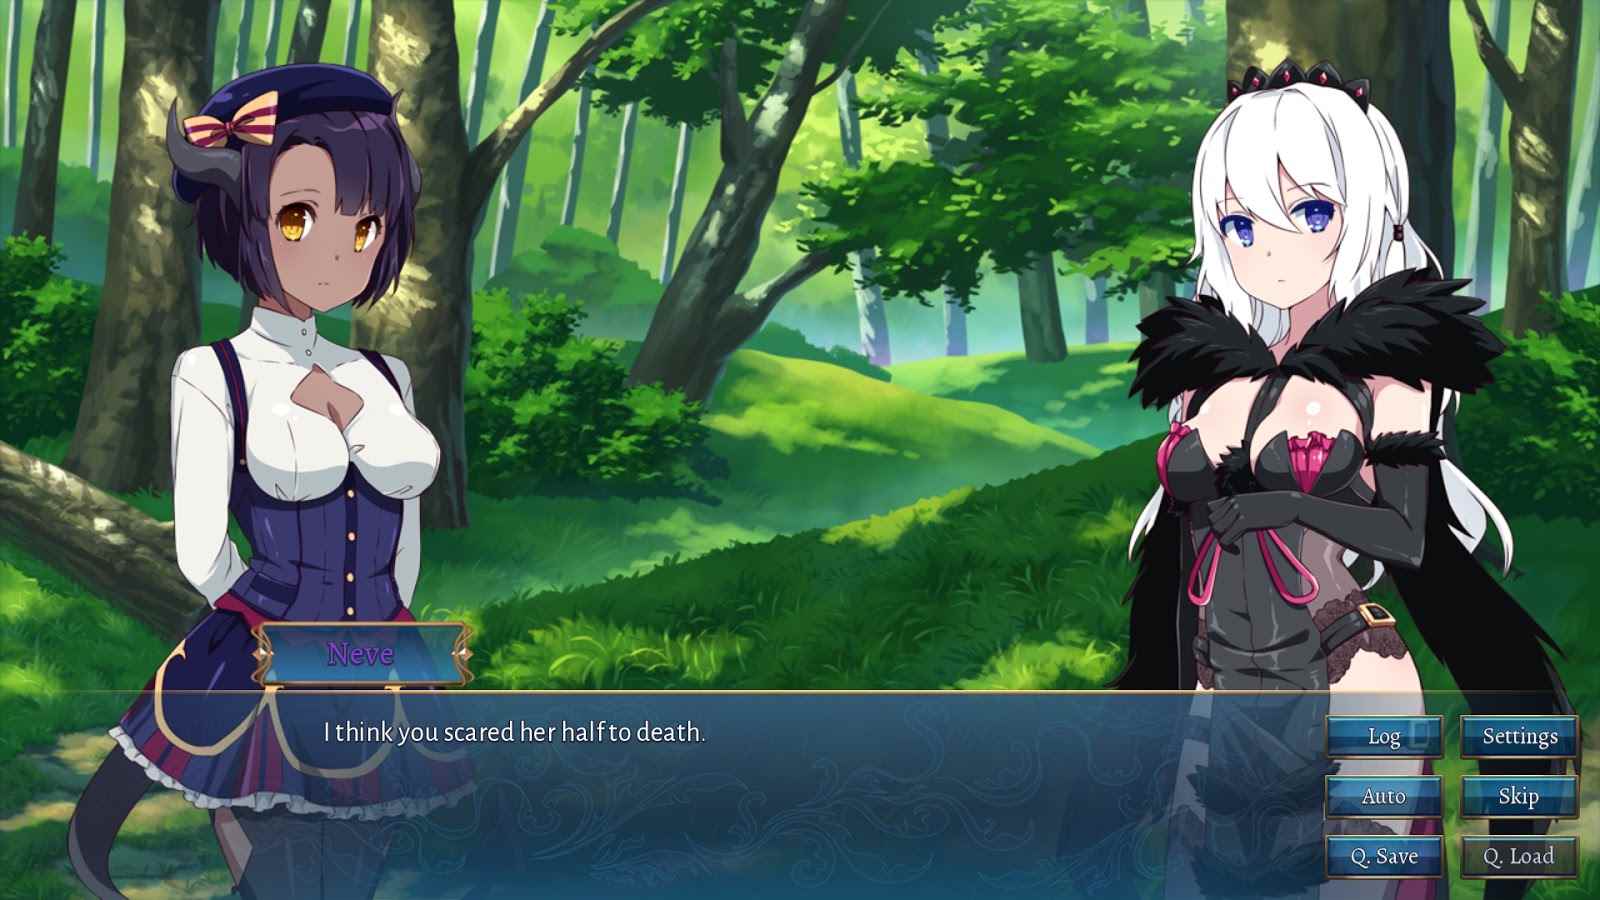 Neve
I think you scared her half to death.
Log
Settings
Auto
Skip
Q. Save
Q. Load